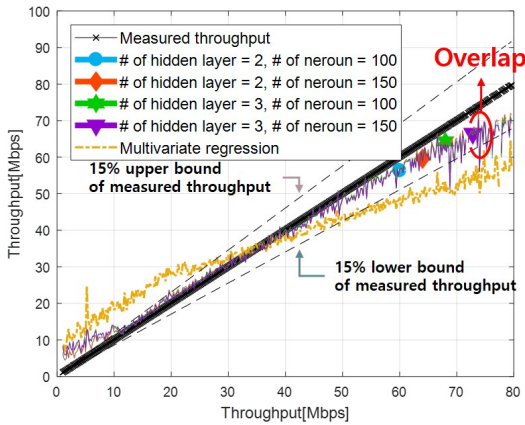 100
90
80
70
60
50
40
30
20
10
0
Throughput[Mbps]
Measured throughput
# of hidden layer = 2, # of neroun = 100
# of hidden layer = 2, # of neroun = 150
# of hidden layer = 3, # of neroun = 100
# of hidden layer = 3, # of neroun = 150
Multivariate regression
Overlap
15% upper bound
of measured throughput
15% lower bound
of measured throughput
0 10 20 30 40 50 60 70 80
Throughput[Mbps]